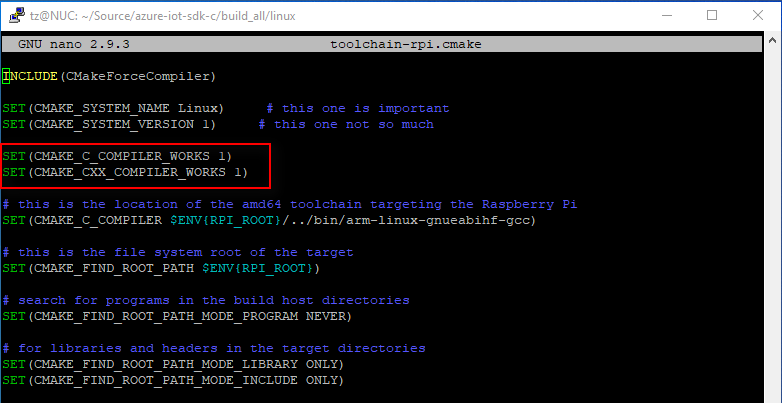 tz@NUC: ~/Source/azure-iot-sdk-c/build_all/linux
GNU nano 2.9.3 toolchain-rpi.cmake
INCLUDE(CMakeForceCompiler)
SET(CMAKE_SYSTEM_NAME Linux) # this one is important
SET(CMAKE_SYSTEM_VERSION 1) # this one not so much
SET(CMAKE_C_COMPILER_WORKS 1)
SET(CMAKE_CXX_COMPILER_WORKS 1)
# this is the location of the amd64 toolchain targeting the Raspberry Pi
SET(CMAKE_C_COMPILER $ENV{RPI_ROOT}/../bin/arm-linux-gnueabihf-gcc)
# this is the file system root of the target
SET(CMAKE_FIND_ROOT_PATH $ENV{RPI_ROOT})
# search for programs in the build host directories
SET(CMAKE_FIND_ROOT_PATH_MODE_PROGRAM NEVER)
# for libraries and headers in the target directories
SET(CMAKE_FIND_ROOT_PATH_MODE_LIBRARY ONLY)
SET(CMAKE_FIND_ROOT_PATH_MODE_INCLUDE ONLY)